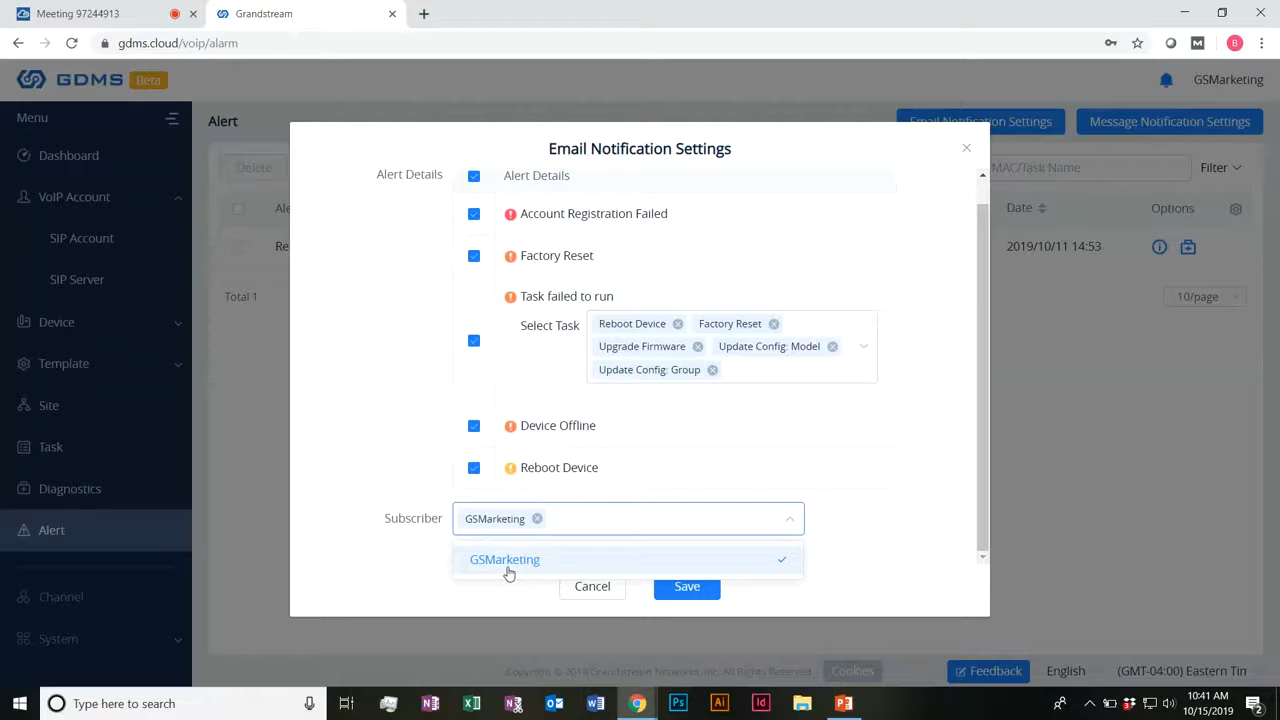 Meeting 97244913
Grandstream
gdms.cloud/voip/alarm
B
GDMS Beta
GSMarketing
Menu
Alert
Email Notification Settings
Message Notification Settings
Dashboard
VoIP Account
SIP Account
SIP Server
Device
Template
Site
Task
Diagnostics
Alert
Channel
System
Delete
MAC/Task Name
Filter
Ale
Date
Options
Re
2019/10/11 14:53
Total 1
10/page
Email Notification Settings
Alert Details
Alert Details
Account Registration Failed
Factory Reset
Task failed to run
Select Task
Reboot Device
Factory Reset
Upgrade Firmware
Update Config: Model
Update Config: Group
Device Offline
Reboot Device
Subscriber
GSMarketing
GSMarketing
Cancel
Save
Copyright © 2019 Grandstream Networks, Inc. All Rights Reserved.
Cookies
Feedback
English
(GMT-04:00) Eastern Tin
Type here to search
10:41 AM
10/15/2019
2